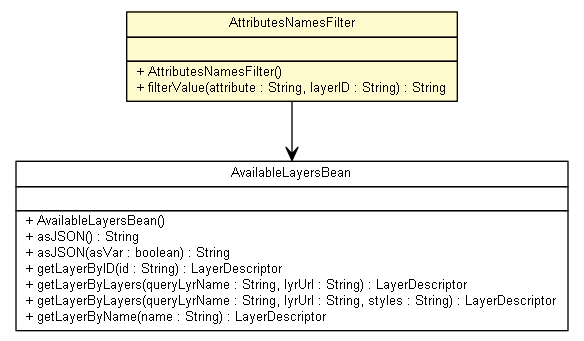 AttributesNamesFilter
+ AttributesNamesFilter()
+ filterValue(attribute : String, layerID : String) : String
AvailableLayersBean
+ AvailableLayersBean()
+ asJSON() : String
+ asJSON(asVar : boolean) : String
+ getLayerByID(id : String) : LayerDescriptor
+ getLayerByLayers(queryLyrName : String, lyrUrl : String) : LayerDescriptor
+ getLayerByLayers(queryLyrName : String, lyrUrl : String, styles : String) : LayerDescriptor
+ getLayerByName(name : String) : LayerDescriptor